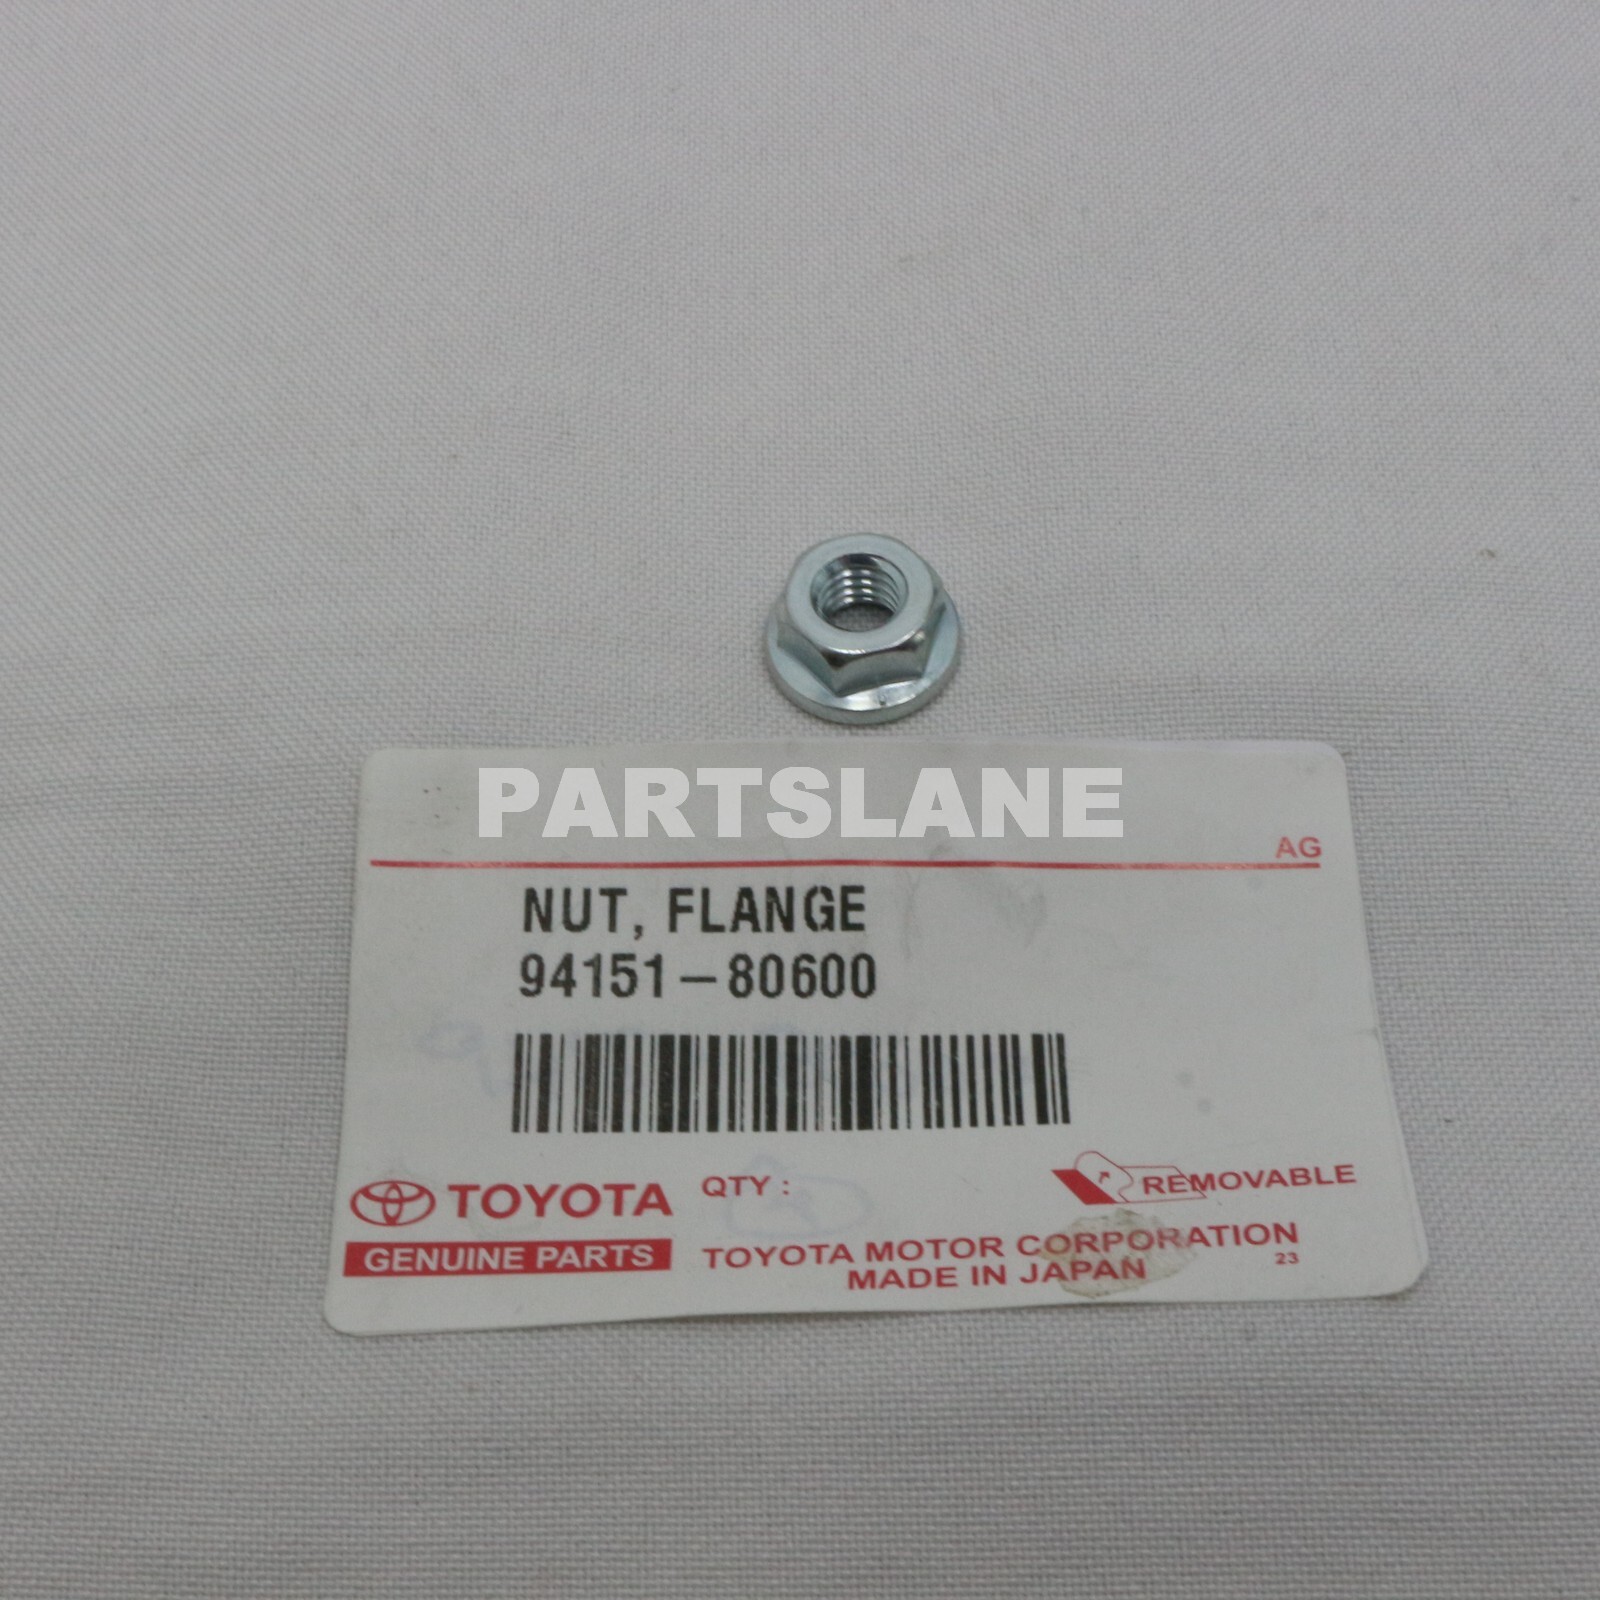 PARTSLANE
AG
NUT, FLANGE
94151-80600
TOYOTA
GENUINE PARTS
QTY :
REMOVABLE
TOYOTA MOTOR CORPORATION
MADE IN JAPAN
23